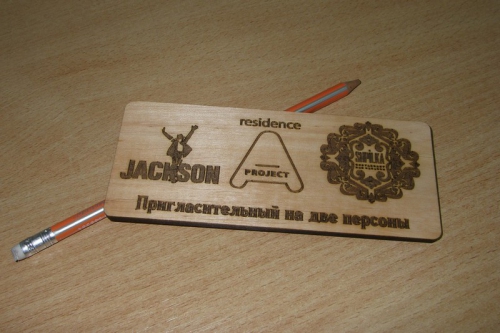 residence
JACKSON
PROJECT
Пригласительный на две персоны